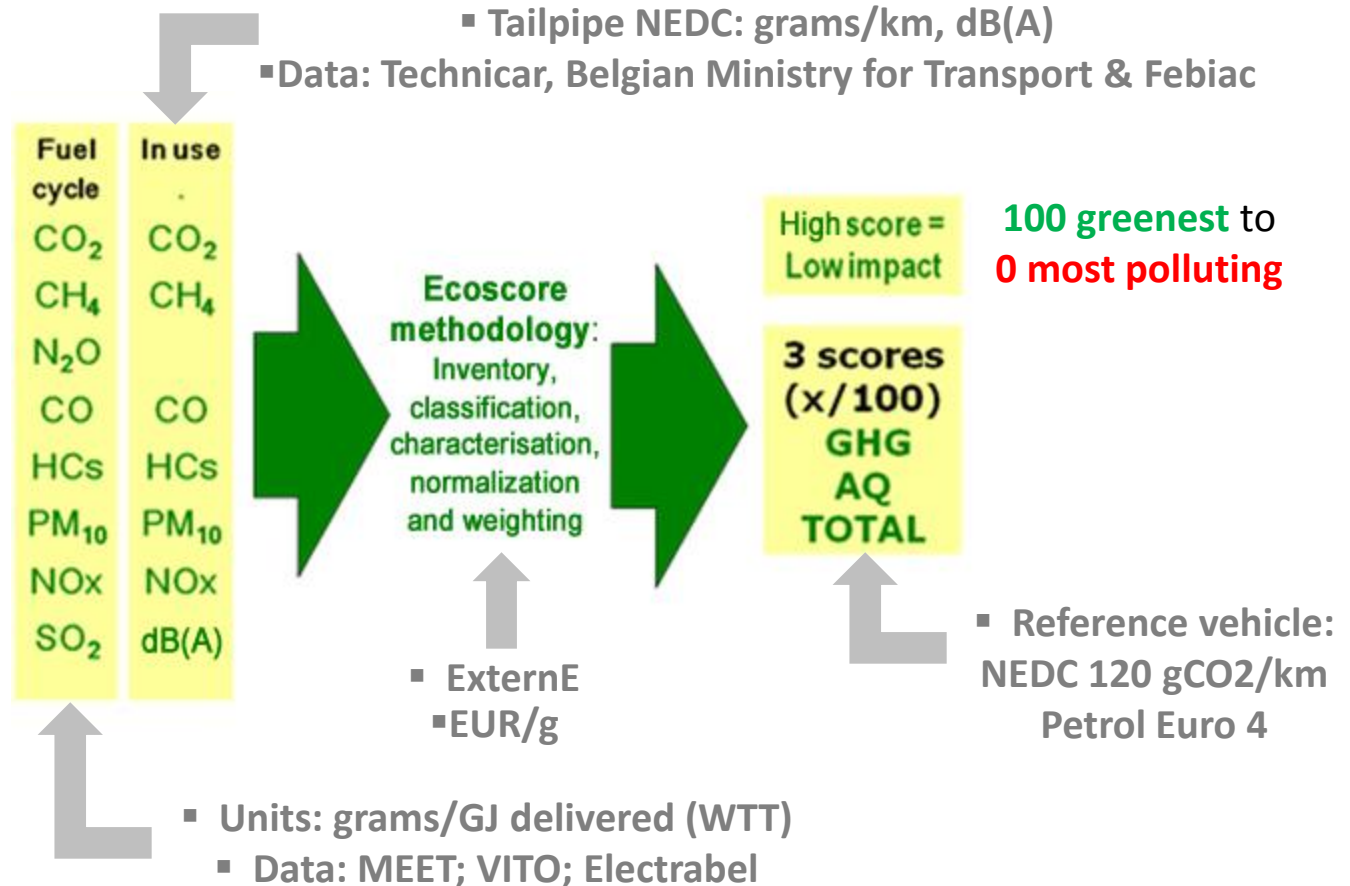 ▪ Tailpipe NEDC: grams/km, dB(A)
▪Data: Technicar, Belgian Ministry for Transport & Febiac
Fuel
cycle
CO₂
CH₄
N₂O
CO
HCs
PM₁₀
NOx
SO₂
In use
.
CO₂
CH₄
CO
HCs
PM₁₀
NOx
dB(A)
Ecoscore
methodology:
Inventory,
classification,
characterisation,
normalization
and weighting
High score =
Low impact
100 greenest to
0 most polluting
3 scores
(x/100)
GHG
AQ
TOTAL
▪ ExternE
▪EUR/g
▪ Reference vehicle:
NEDC 120 gCO2/km
Petrol Euro 4
▪ Units: grams/GJ delivered (WTT)
▪ Data: MEET; VITO; Electrabel